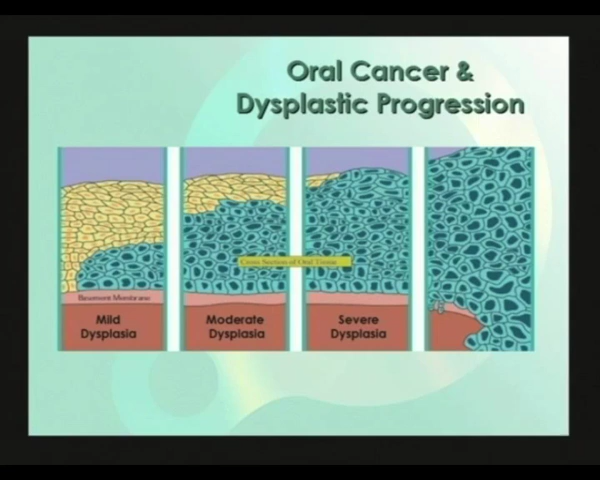 Oral Cancer &
Dysplastic Progression
Cross Section of Oral Tissue
Basement Membrane
Mild
Dysplasia
Moderate
Dysplasia
Severe
Dysplasia